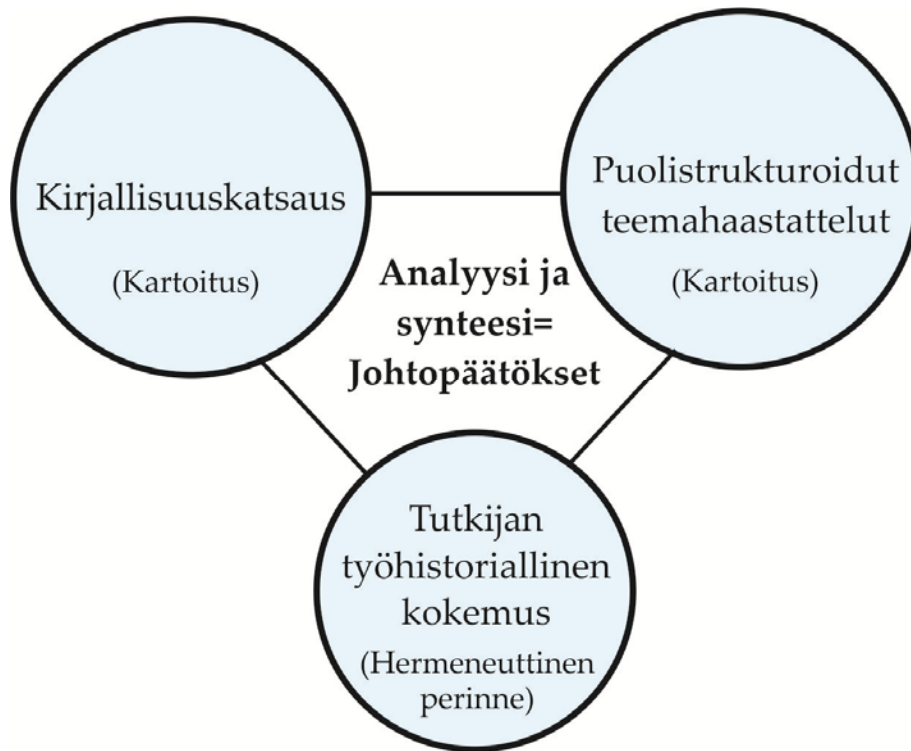 Kirjallisuuskatsaus
(Kartoitus)
Puolistrukturoidut
teemahaastattelut
(Kartoitus)
Analyysi ja
synteesi=
Johtopäätökset
Tutkijan
työhistoriallinen
kokemus
(Hermeneuttinen
perinne)